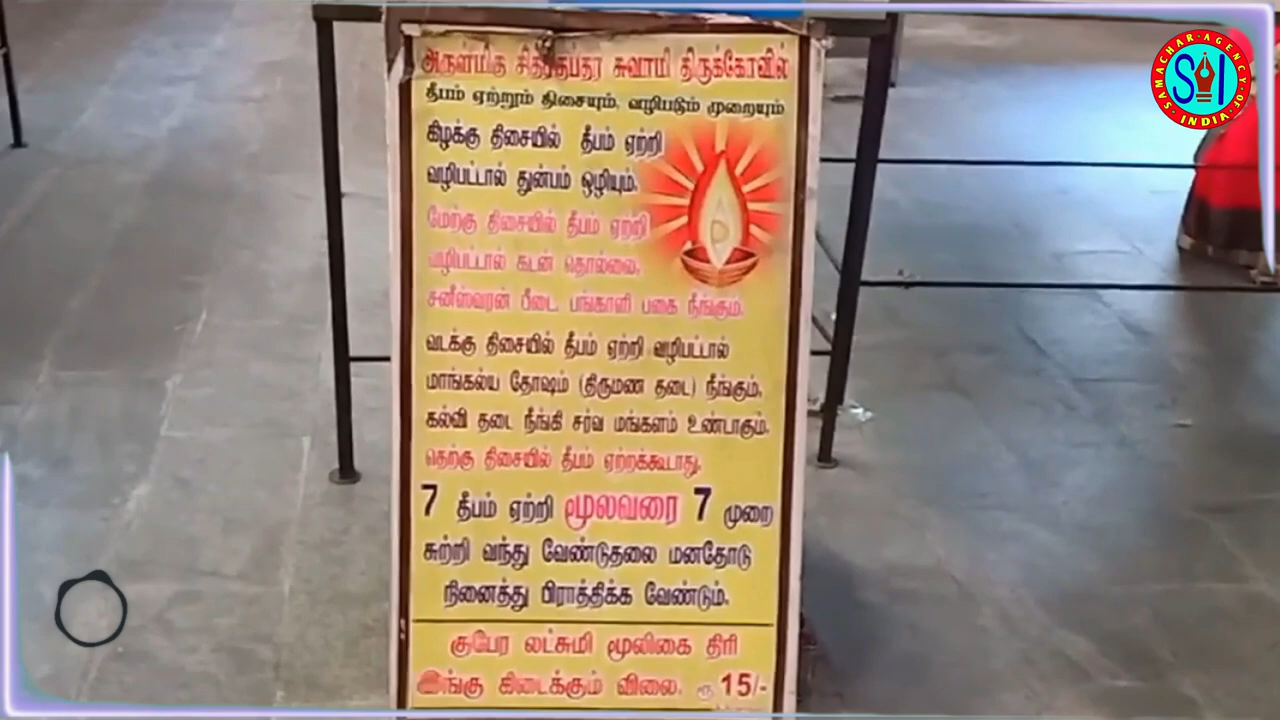 அருள்மிகு சுவாமி திருக்கோவில்
தீபம் ஏற்றும் திசையும், வழிபடும் முறையும்
கிழக்கு திசையில் தீபம் ஏற்றி
வழிபட்டால் துன்பம் ஒழியும்.
மேற்கு திசையில் தீபம் ஏற்றி
வழிபட்டால் கடன் தொல்லை,
சனீஸ்வரன் பீடை, பங்காளி பகை நீங்கும்.
வடக்கு திசையில் தீபம் ஏற்றி வழிபட்டால்
மாங்கல்ய தோஷம் (திருமண தடை) நீங்கும்,
கல்வி தடை நீங்கி சர்வ மங்களம் உண்டாகும்.
தெற்கு திசையில் தீபம் ஏற்றக்கூடாது.
7 தீபம் ஏற்றி மூலவரை 7 முறை
சுற்றி வந்து வேண்டுதலை மனதோடு
நினைத்து பிராத்திக்க வேண்டும்.
குபேர லட்சுமி மூலிகை திரி
இங்கு கிடைக்கும் விலை. ரூ 15/-
SAMACHAR AGENCY OF INDIA
SAI